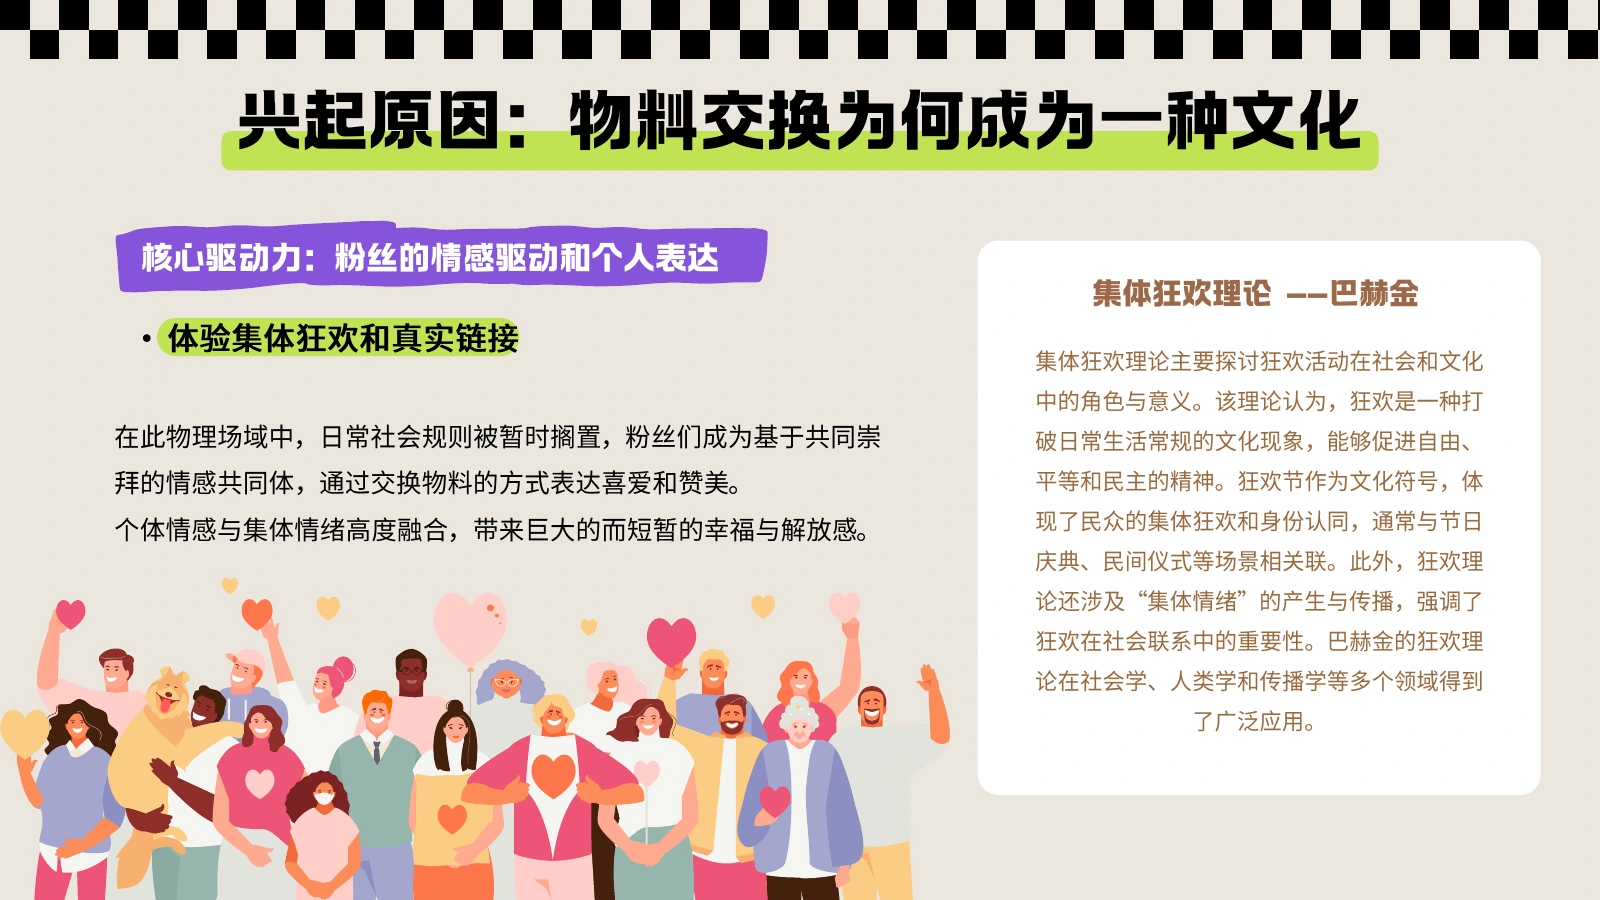 兴起原因：物料交换为何成为一种文化
核心驱动力：粉丝的情感驱动和个人表达
• 体验集体狂欢和真实链接
在此物理场域中，日常社会规则被暂时搁置，粉丝们成为基于共同崇
拜的情感共同体，通过交换物料的方式表达喜爱和赞美。
个体情感与集体情绪高度融合，带来巨大的而短暂的幸福与解放感。
集体狂欢理论 ——巴赫金
集体狂欢理论主要探讨狂欢活动在社会和文化
中的角色与意义。该理论认为，狂欢是一种打
破日常生活常规的文化现象，能够促进自由、
平等和民主的精神。狂欢节作为文化符号，体
现了民众的集体狂欢和身份认同，通常与节日
庆典、民间仪式等场景相关联。此外，狂欢理
论还涉及“集体情绪”的产生与传播，强调了
狂欢在社会联系中的重要性。巴赫金的狂欢理
论在社会学、人类学和传播学等多个领域得到
了广泛应用。